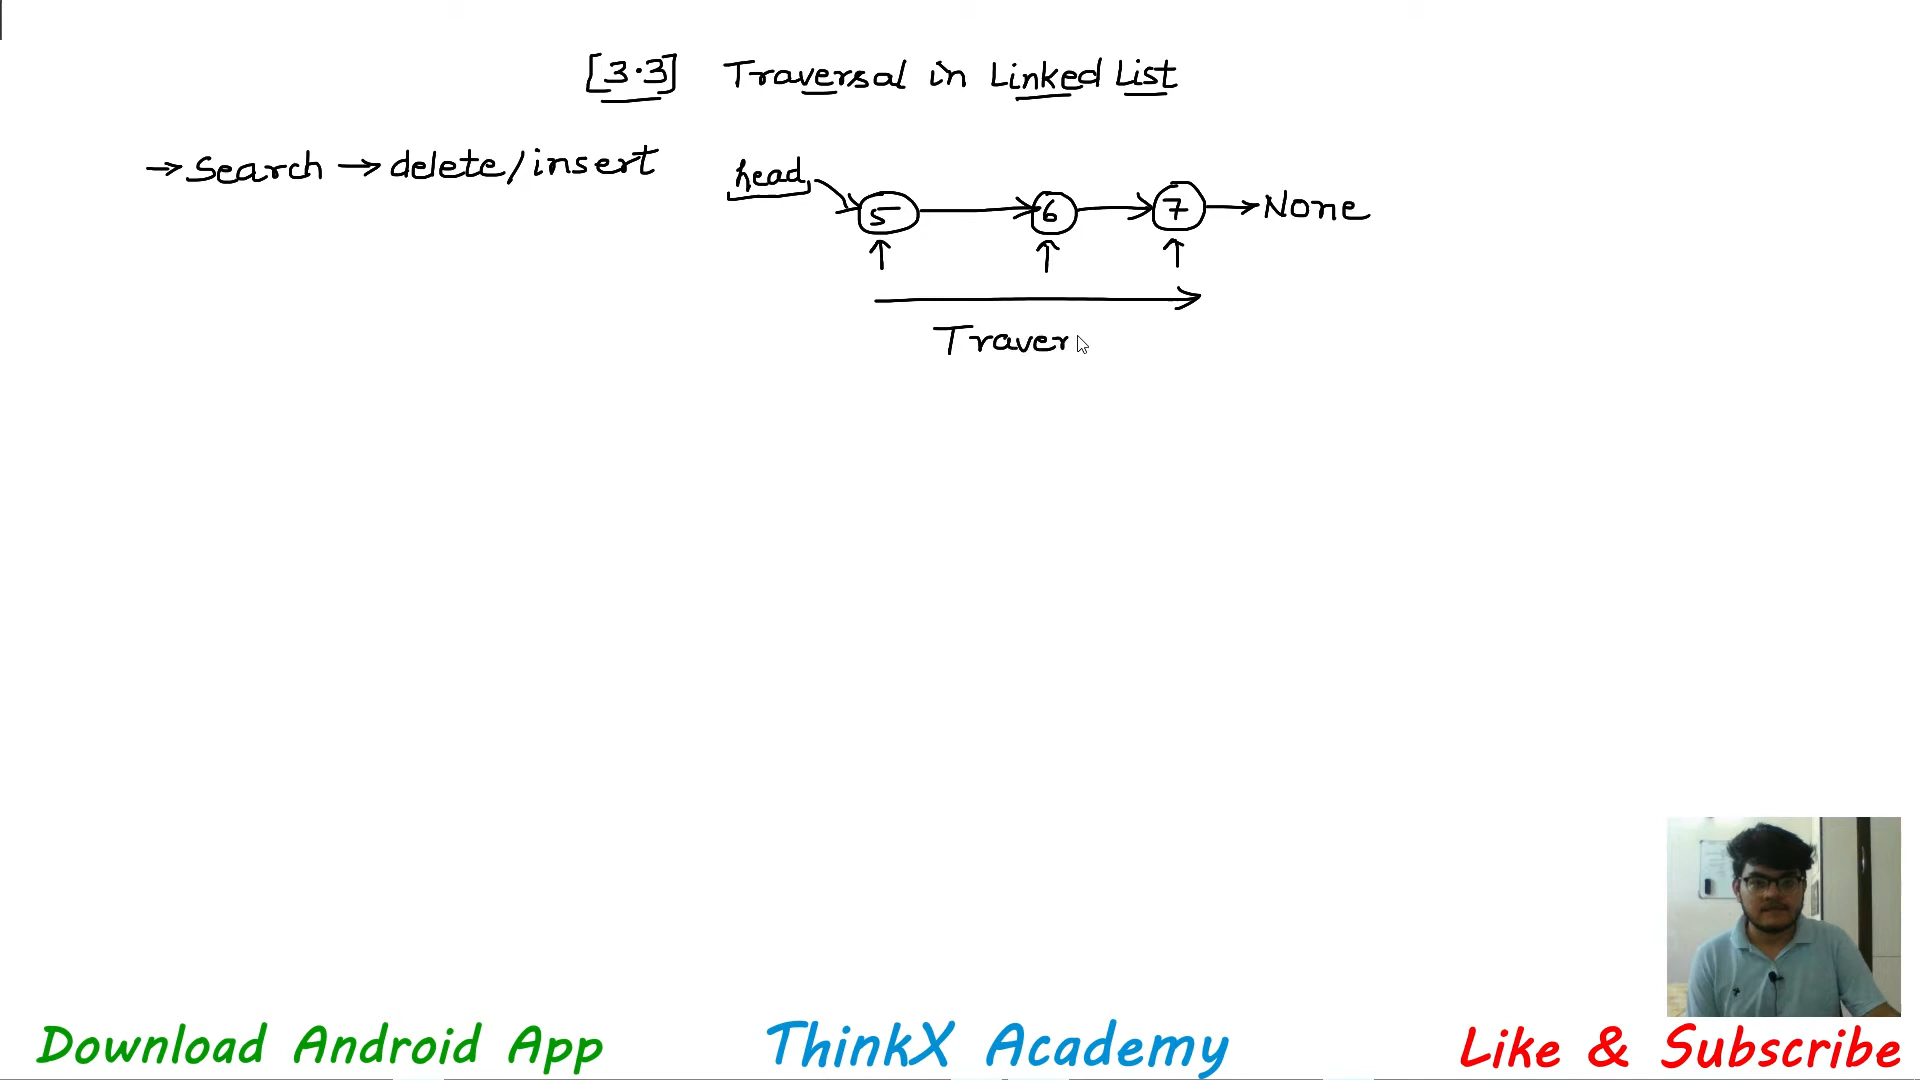 [3.3] Traversal in Linked List
→ Search → delete/insert
head
5 → 6 → 7 → None
Traver
Download Android App
ThinkX Academy
Like & Subscribe